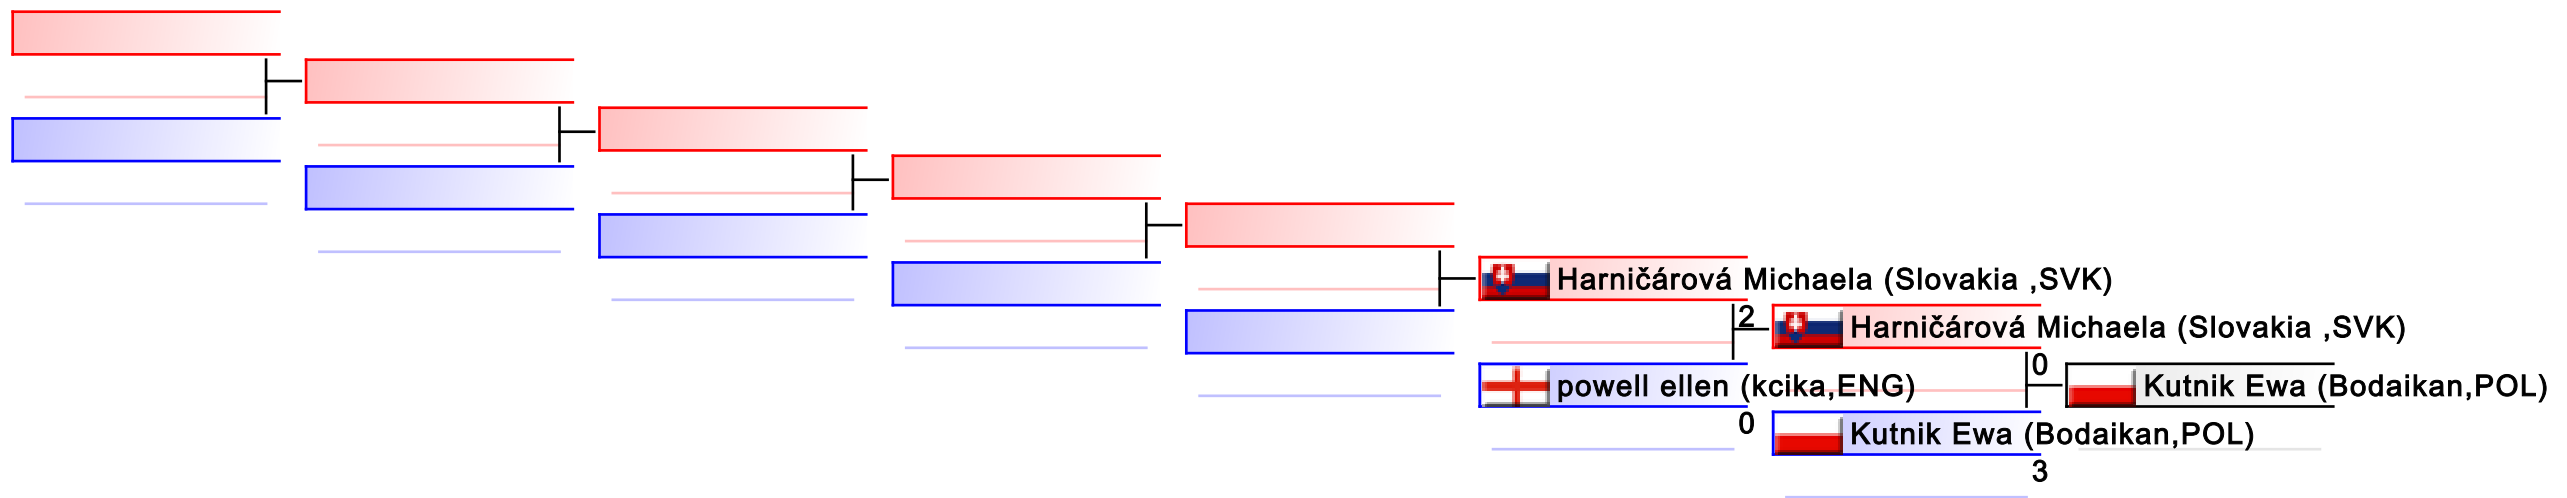 Harničárová Michaela (Slovakia ,SVK)
2
Harničárová Michaela (Slovakia ,SVK)
0
powell ellen (kcika,ENG)
Kutnik Ewa (Bodaikan,POL)
0
Kutnik Ewa (Bodaikan,POL)
3